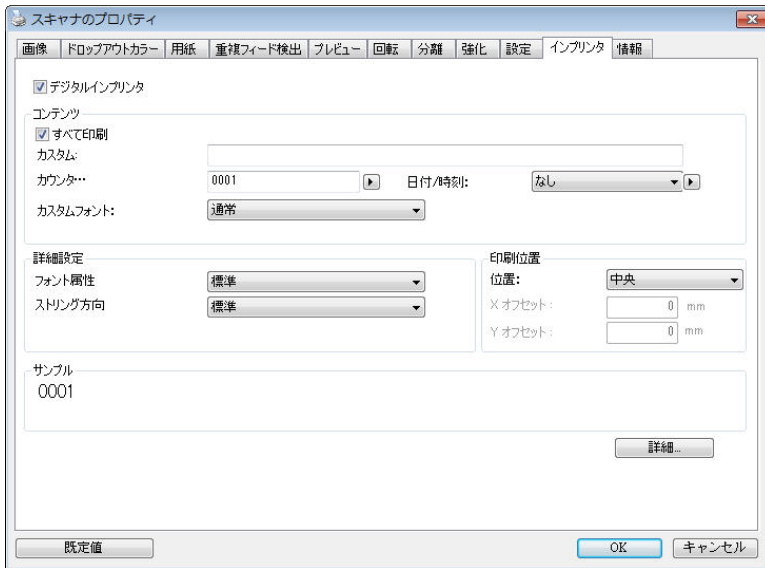 スキャナのプロパティ
画像 ドロップアウトカラー 用紙 重複フィード検出 プレビュー 回転 分離 強化 設定 インプリンタ 情報
デジタルインプリンタ
コンテンツ
すべて印刷
カスタム:
カウンタ… 0001 日付/時刻: なし
カスタムフォント: 通常
詳細設定 印刷位置
フォント属性 標準 位置: 中央
ストリング方向 標準 X オフセット: 0 mm
Y オフセット: 0 mm
サンプル
0001
詳細...
既定値 OK キャンセル